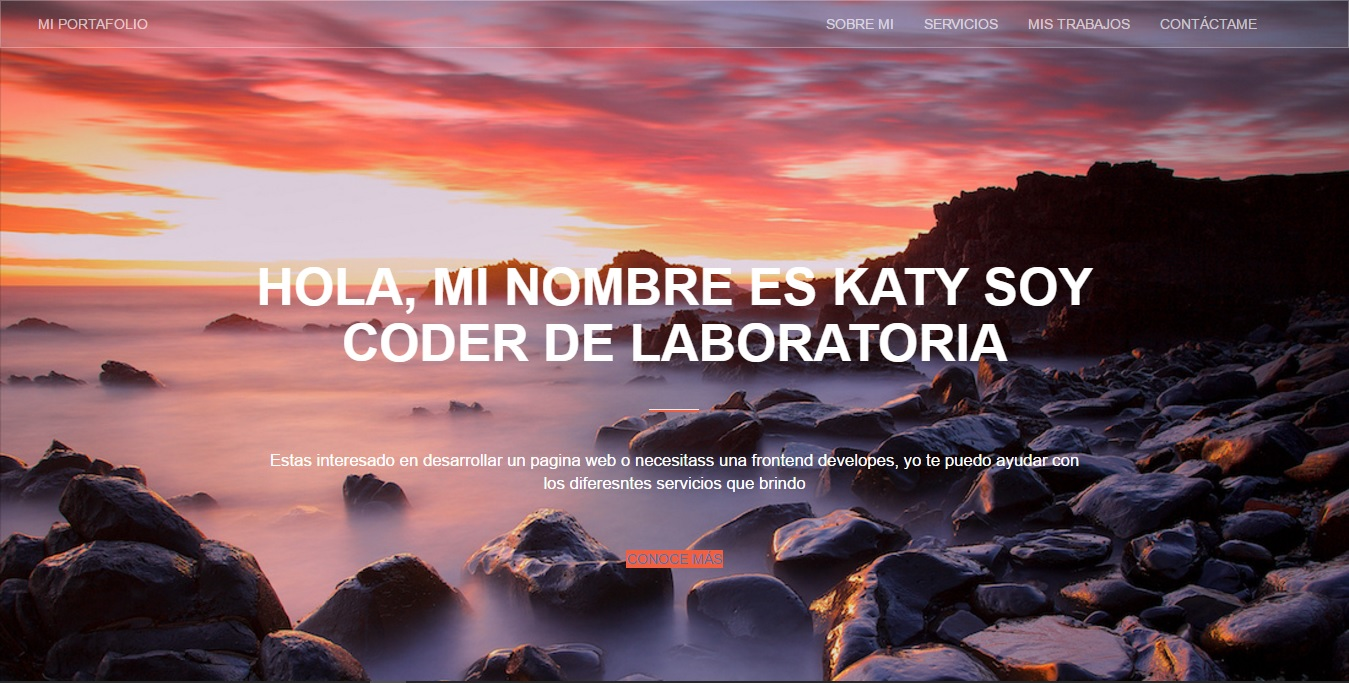 MI PORTAFOLIO
SOBRE MI
SERVICIOS
MIS TRABAJOS
CONTÁCTAME
HOLA, MI NOMBRE ES KATY SOY
CODER DE LABORATORIA
Estas interesado en desarrollar un pagina web o necesitass una frontend developes, yo te puedo ayudar con
los diferesntes servicios que brindo
CONOCE MÁS